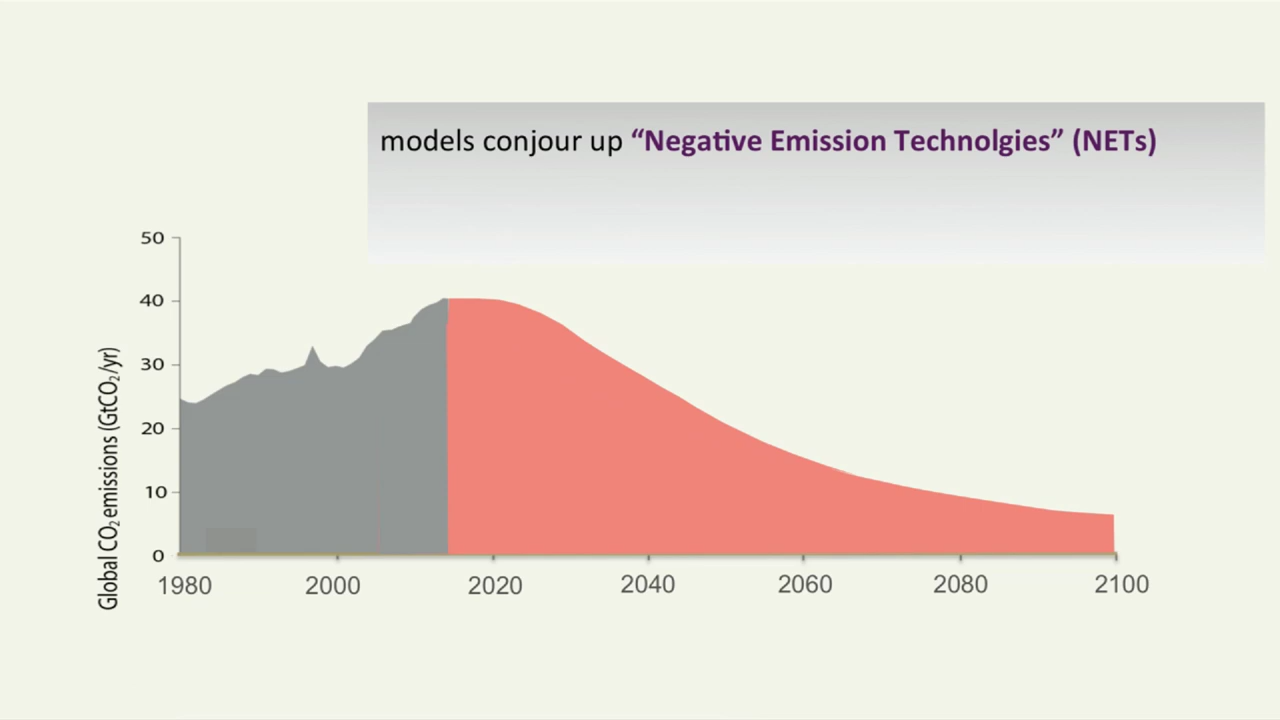 models conjour up “Negative Emission Technolgies” (NETs)
50
40
30
20
10
0
Global CO₂ emissions (GtCO₂/yr)
1980 2000 2020 2040 2060 2080 2100